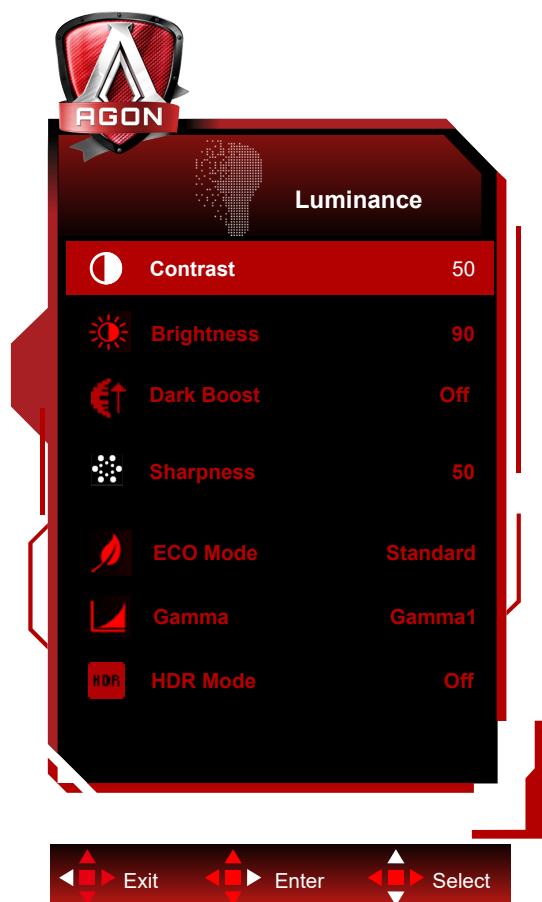 AGON
Luminance
Contrast 50
Brightness 90
Dark Boost Off
Sharpness 50
ECO Mode Standard
Gamma Gamma1
HDR HDR Mode Off
Exit Enter Select